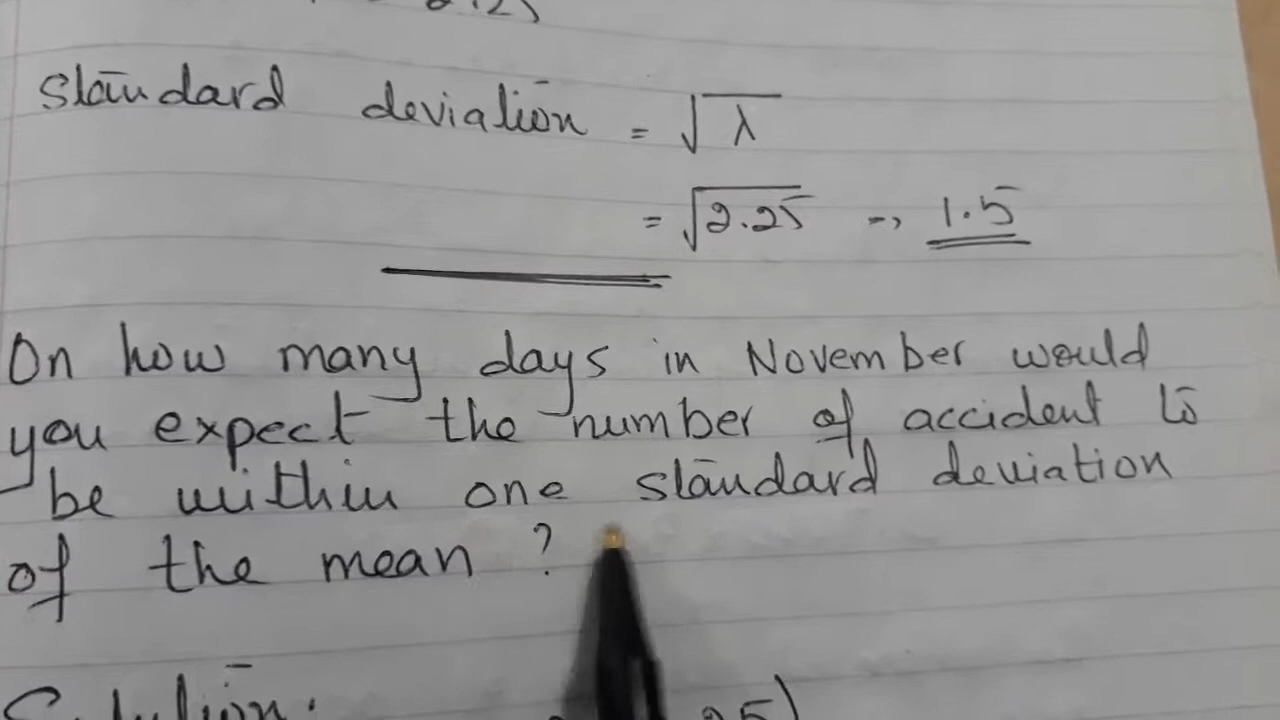 standard deviation = √λ
= √2.25 → 1.5
On how many days in November would
you expect the number of accident to
be within one standard deviation
of the mean ?
Solution: